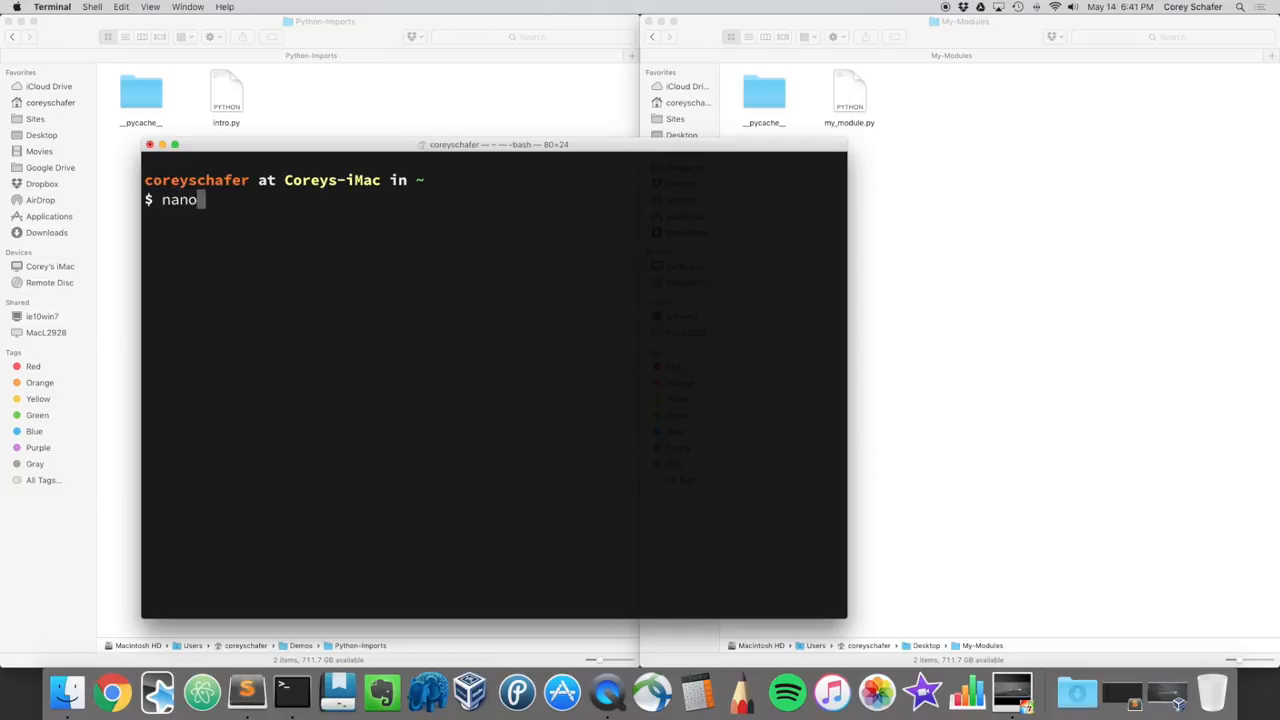 Terminal Shell Edit View Window Help May 14 6:41 PM Corey Schafer
Python-Imports
Search
Python-Imports
Favorites
iCloud Drive
coreyschafer
Sites
Desktop
Movies
Google Drive
Dropbox
AirDrop
Applications
Downloads
Devices
Corey's iMac
Remote Disc
Shared
ie10win7
MacL2928
Tags
Red
Orange
Yellow
Green
Blue
Purple
Gray
All Tags...
__pycache__
PYTHON
intro.py
Macintosh HD Users coreyschafer Demos Python-Imports
2 items, 711.7 GB available
My-Modules
Search
My-Modules
Favorites
iCloud Dri...
coreyscha...
Sites
Desktop
__pycache__
PYTHON
my_module.py
Macintosh HD Users coreyschafer Desktop My-Modules
2 items, 711.7 GB available
coreyschafer — ~ — -bash — 80×24
coreyschafer at Coreys-iMac in ~
$ nano